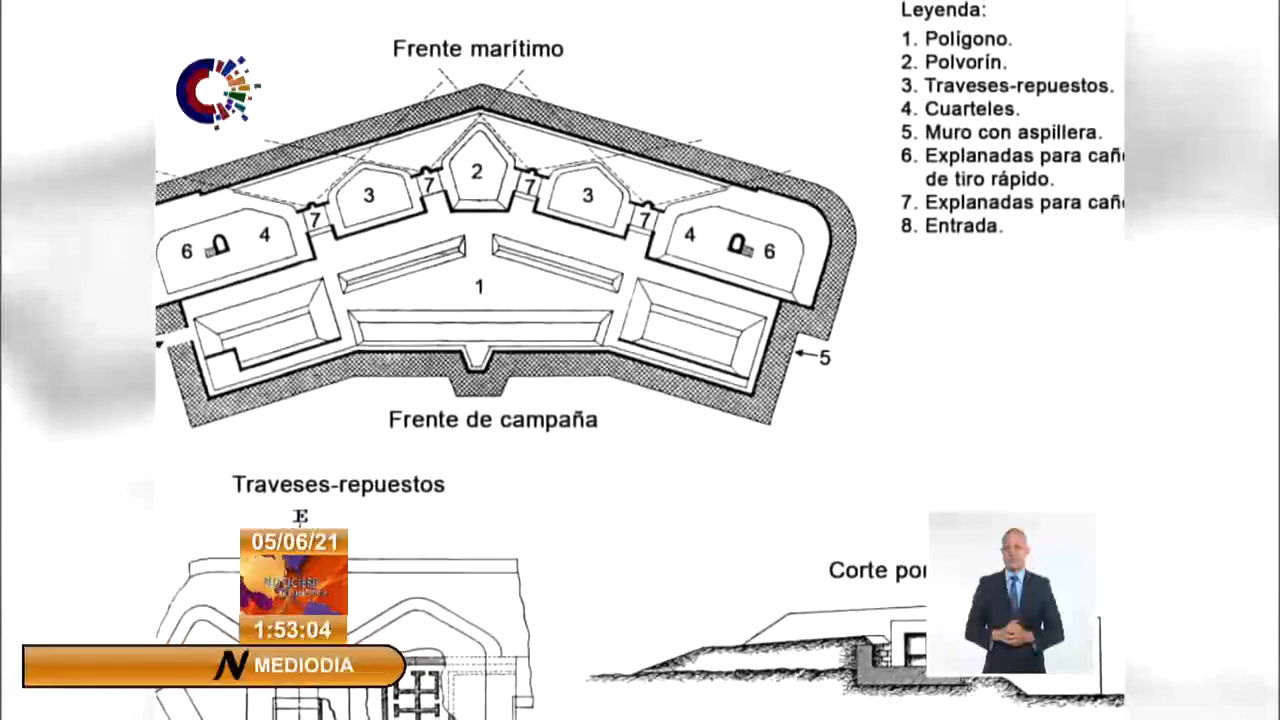 Leyenda:
1. Polígono.
2. Polvorín.
3. Traveses-repuestos.
4. Cuarteles.
5. Muro con aspillera.
6. Explanadas para cañ
de tiro rápido.
7. Explanadas para cañ
8. Entrada.
Frente marítimo
2
3
7
7
3
7
7
6
4
4
6
1
5
Frente de campaña
Traveses-repuestos
E
05/06/21
1:53:04
N MEDIODIA
Corte por